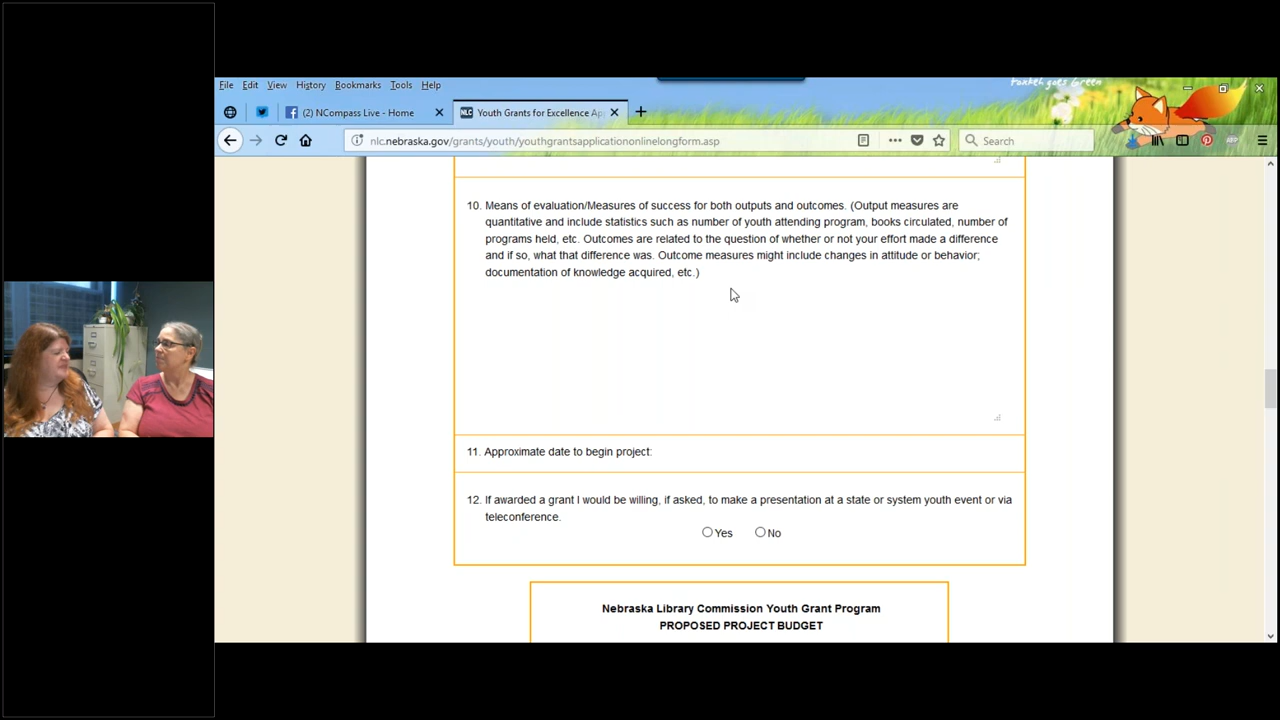 foxkeh goes Green
File Edit View History Bookmarks Tools Help
(2) NCompass Live - Home
NLC Youth Grants for Excellence Ap
nlc.nebraska.gov/grants/youth/youthgrantsapplicationonlinelongform.asp
Search
ABP
10. Means of evaluation/Measures of success for both outputs and outcomes. (Output measures are
quantitative and include statistics such as number of youth attending program, books circulated, number of
programs held, etc. Outcomes are related to the question of whether or not your effort made a difference
and if so, what that difference was. Outcome measures might include changes in attitude or behavior;
documentation of knowledge acquired, etc.)
11. Approximate date to begin project:
12. If awarded a grant I would be willing, if asked, to make a presentation at a state or system youth event or via
teleconference.
Yes No
Nebraska Library Commission Youth Grant Program
PROPOSED PROJECT BUDGET